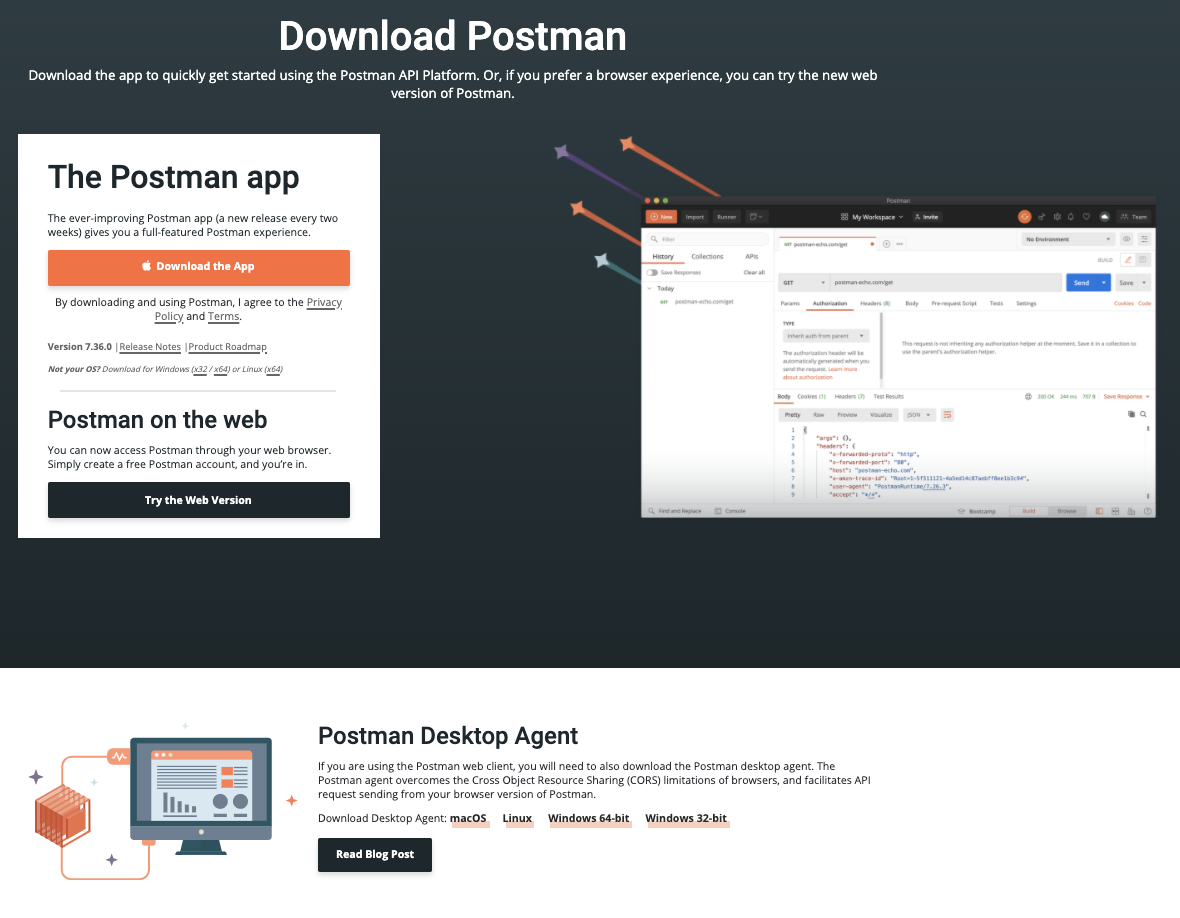 Download Postman
Download the app to quickly get started using the Postman API Platform. Or, if you prefer a browser experience, you can try the new web
version of Postman.
The Postman app
The ever-improving Postman app (a new release every two
weeks) gives you a full-featured Postman experience.
Download the App
By downloading and using Postman, I agree to the Privacy
Policy and Terms.
Version 7.36.0 |Release Notes |Product Roadmap
Not your OS? Download for Windows (x32 / x64) or Linux (x64)
Postman on the web
You can now access Postman through your web browser.
Simply create a free Postman account, and you're in.
Try the Web Version
Postman
New Import Runner My Workspace Invite Team
Filter
History Collections APIs
Save Responses Clear all
Today
GET postman-echo.com/get
GET postman-echo.com/get
No Environment
BUILD
GET postman-echo.com/get Send Save
Params Authorization Headers (8) Body Pre-request Script Tests Settings Cookies Code
TYPE
Inherit auth from parent
The authorization header will be
automatically generated when you
send the request. Learn more
about authorization
This request is not inheriting any authorization helper at the moment. Save it in a collection to
use the parent's authorization helper.
Body Cookies (1) Headers (7) Test Results 200 OK 244 ms 797 B Save Response
Pretty Raw Preview Visualize JSON
1 {
2 "args": {},
3 "headers": {
4 "x-forwarded-proto": "http",
5 "x-forwarded-port": "80",
6 "host": "postman-echo.com",
7 "x-amzn-trace-id":
8 "user-agent": "PostmanRuntime/7.26.3",
9 "accept": "*/*",
Find and Replace Console Bootcamp Build Browse
Postman Desktop Agent
If you are using the Postman web client, you will need to also download the Postman desktop agent. The
Postman agent overcomes the Cross Object Resource Sharing (CORS) limitations of browsers, and facilitates API
request sending from your browser version of Postman.
Download Desktop Agent: macOS Linux Windows 64-bit Windows 32-bit
Read Blog Post